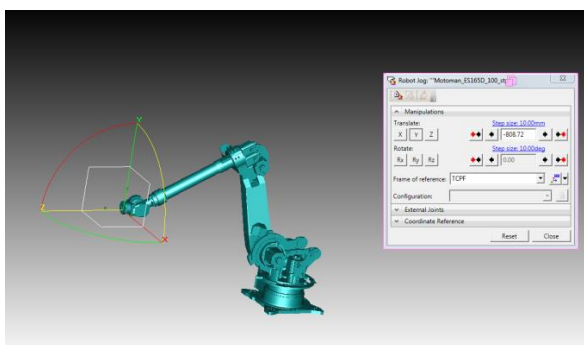 Robot Jog: ""Motoman_ES165D_100_stp
Manipulations
Translate:
Step size: 10.00mm
X Y Z
-808.72
Rotate:
Step size: 10.00deg
Rx Ry Rz
0.00
Frame of reference: TCPF
Configuration:
External Joints
Coordinate Reference
Reset Close
Y
Z
X